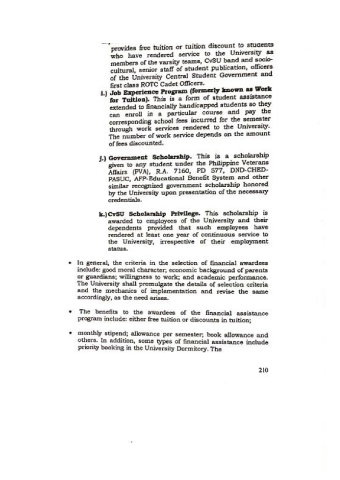 provides free tuition or tuition discount to students
who have rendered service to the University as
members of the varsity teams, CvSU band and socio-
cultural, senior staff of student publication, officers
of the University Central Student Government and
first class ROTC Cadet Officers.
i.) Job Experience Program (formerly known as Work
for Tuition). This is a form of student assistance
extended to financially handicapped students so they
can enroll in a particular course and pay the
corresponding school fees incurred for the semester
through work services rendered to the University.
The number of work service depends on the amount
of fees discounted.
j.) Government Scholarship. This is a scholarship
given to any student under the Philippine Veterans
Affairs (PVA), R.A. 7160, PD 577, DND-CHED-
PASUC, AFP-Educational Benefit System and other
similar recognized government scholarship honored
by the University upon presentation of the necessary
credentials.
k.) CvSU Scholarship Privilege. This scholarship is
awarded to employees of the University and their
dependents provided that such employees have
rendered at least one year of continuous service to
the University, irrespective of their employment
status.
• In general, the criteria in the selection of financial awardees
include: good moral character; economic background of parents
or guardians; willingness to work; and academic performance.
The University shall promulgate the details of selection criteria
and the mechanics of implementation and revise the same
accordingly, as the need arises.
• The benefits to the awardees of the financial assistance
program include: either free tuition or discounts in tuition;
• monthly stipend; allowance per semester; book allowance and
others. In addition, some types of financial assistance include
priority booking in the University Dormitory. The
210